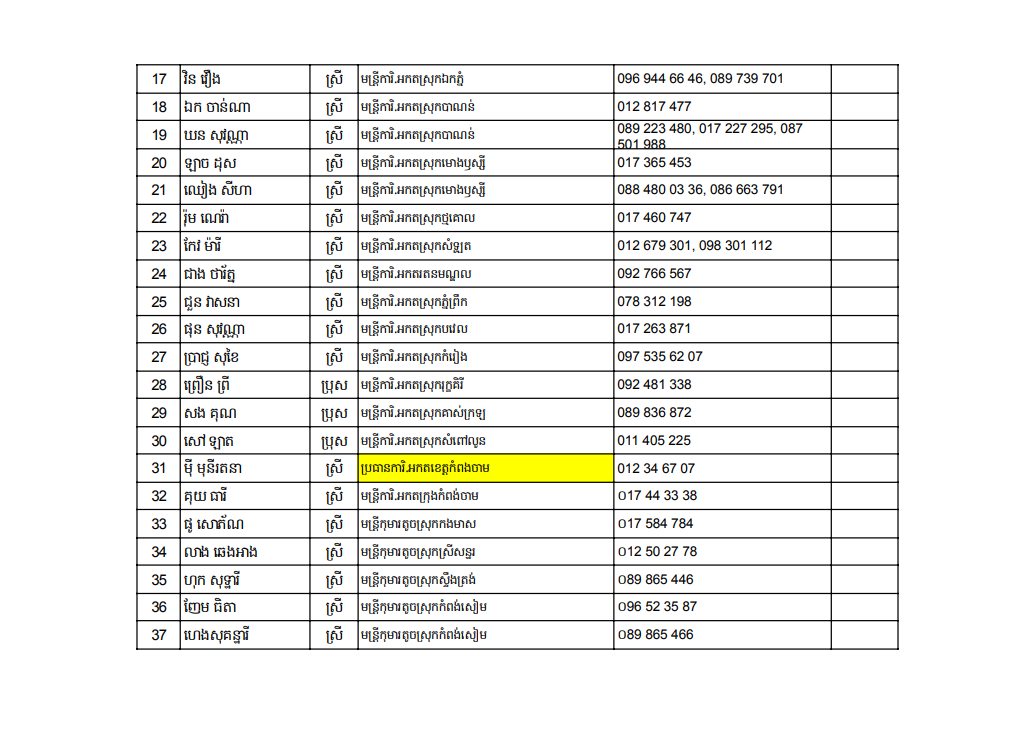 17 រិន រឿង ស្រី មន្ត្រីការិ.អកតស្រុកឯកភ្នំ 096 944 66 46, 089 739 701
18 ឯក ចាន់ណា ស្រី មន្ត្រីការិ.អកតស្រុកបាណន់ 012 817 477
19 ឃន សុវណ្ណា ស្រី មន្ត្រីការិ.អកតស្រុកបាណន់ 089 223 480, 017 227 295, 087
501 988
20 ឡាច ដុស ស្រី មន្ត្រីការិ.អកតស្រុកមោងឫស្សី 017 365 453
21 ឈៀង សីហា ស្រី មន្ត្រីការិ.អកតស្រុកមោងឫស្សី 088 480 03 36, 086 663 791
22 រ៉ុម ណេរ៉ា ស្រី មន្ត្រីការិ.អកតស្រុកថ្មគោល 017 460 747
23 កែវ ម៉ារី ស្រី មន្ត្រីការិ.អកតស្រុកសំឡូត 012 679 301, 098 301 112
24 ជាង ថារ័ត្ន ស្រី មន្ត្រីការិ.អកតរតនមណ្ឌល 092 766 567
25 ជួន វាសនា ស្រី មន្ត្រីការិ.អកតស្រុកភ្នំព្រឹក 078 312 198
26 ផុន សុវណ្ណា ស្រី មន្ត្រីការិ.អកតស្រុកបវេល 017 263 871
27 ប្រាជ្ញ សុខៃ ស្រី មន្ត្រីការិ.អកតស្រុកកំរៀង 097 535 62 07
28 ព្រឿន ព្រី ប្រុស មន្ត្រីការិ.អកតស្រុករុក្ខគិរី 092 481 338
29 សង គុណ ប្រុស មន្ត្រីការិ.អកតស្រុកគាស់ក្រឡ 089 836 872
30 សៅ ឡាត ប្រុស មន្ត្រីការិ.អកតស្រុកសំពៅលូន 011 405 225
31 ម៉ី មុនីរតនា ស្រី ប្រធានការិ.អកតខេត្តកំពងចាម 012 34 67 07
32 គុយ ធារី ស្រី មន្ត្រីការិ.អកតក្រុងកំពង់ចាម 017 44 33 38
33 ផូ សោភ័ណ ស្រី មន្ត្រីកុមារតូចស្រុកកងមាស 017 584 784
34 លាង ឆេងអាង ស្រី មន្ត្រីកុមារតូចស្រុកស្រីសន្ធរ 012 50 27 78
35 ហុក សុទ្ធារី ស្រី មន្ត្រីកុមារតូចស្រុកស្ទឹងត្រង់ 089 865 446
36 ញែម ធិតា ស្រី មន្ត្រីកុមារតូចស្រុកកំពង់សៀម 096 52 35 87
37 ហេងសុគន្ធារី ស្រី មន្ត្រីកុមារតូចស្រុកកំពង់សៀម 089 865 466